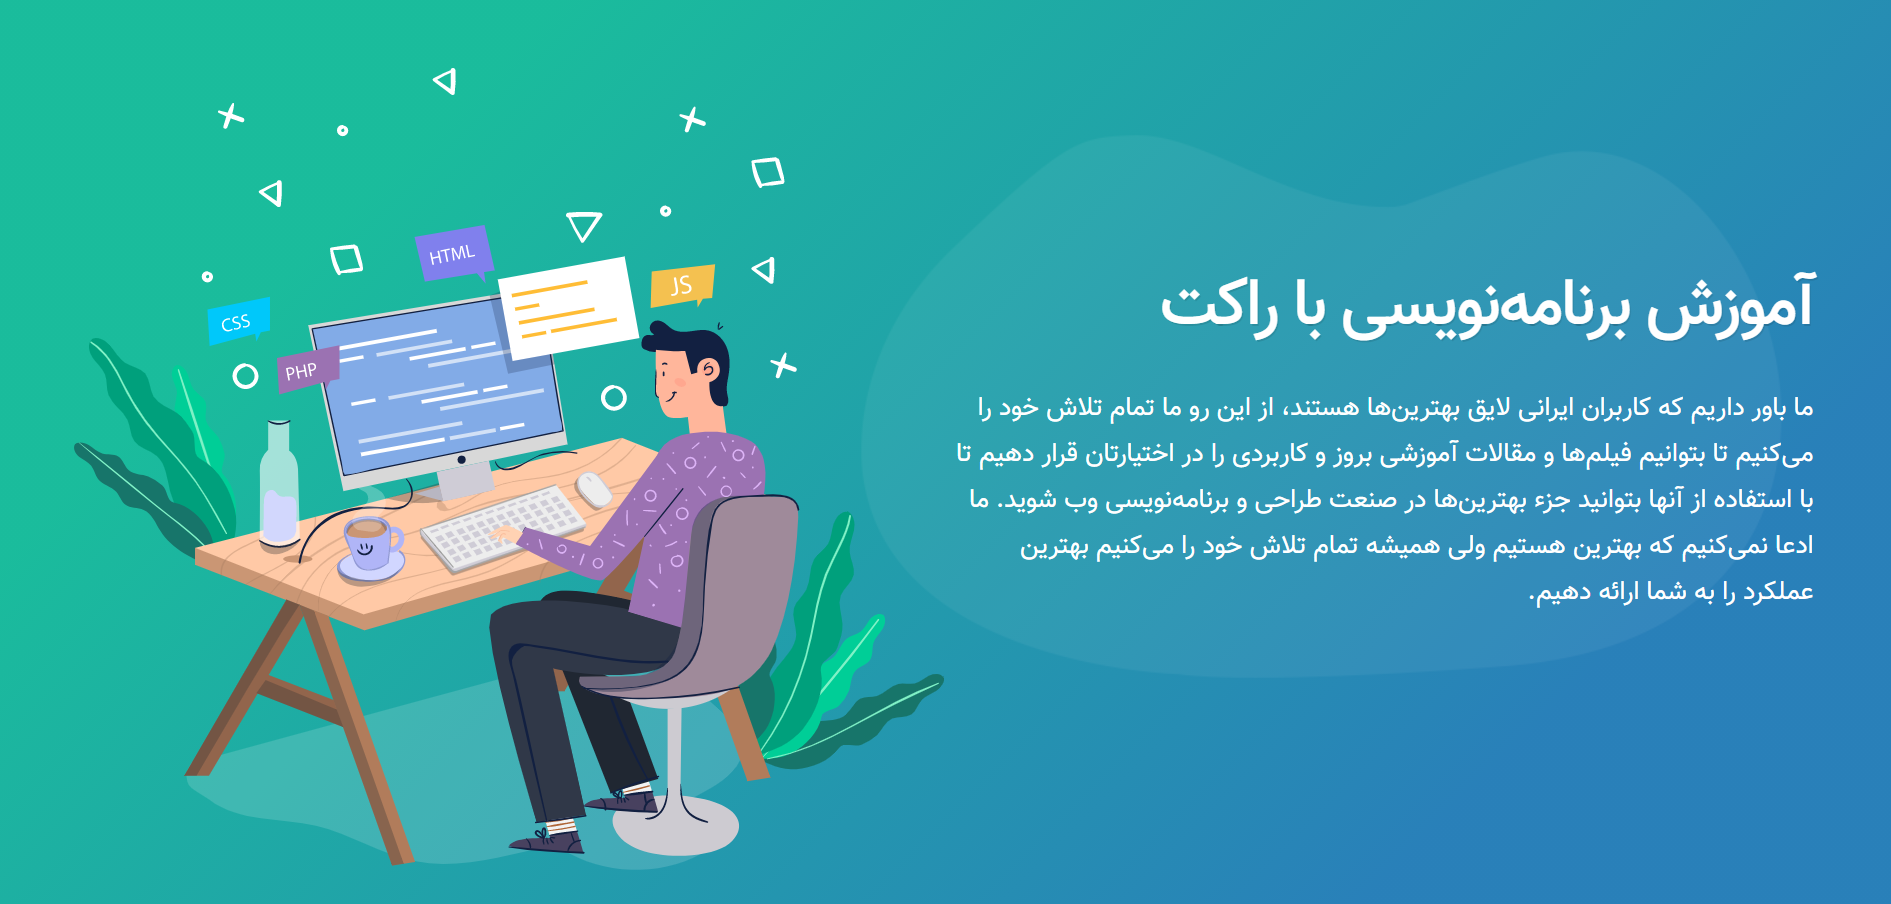 آموزش برنامه‌نویسی با راکت
ما باور داریم که کاربران ایرانی لایق بهترین‌ها هستند، از این رو ما تمام تلاش خود را
می‌کنیم تا بتوانیم فیلم‌ها و مقالات آموزشی بروز و کاربردی را در اختیارتان قرار دهیم تا
با استفاده از آنها بتوانید جزء بهترین‌ها در صنعت طراحی و برنامه‌نویسی وب شوید. ما
ادعا نمی‌کنیم که بهترین هستیم ولی همیشه تمام تلاش خود را می‌کنیم بهترین
عملکرد را به شما ارائه دهیم.
HTML
JS
CSS
PHP